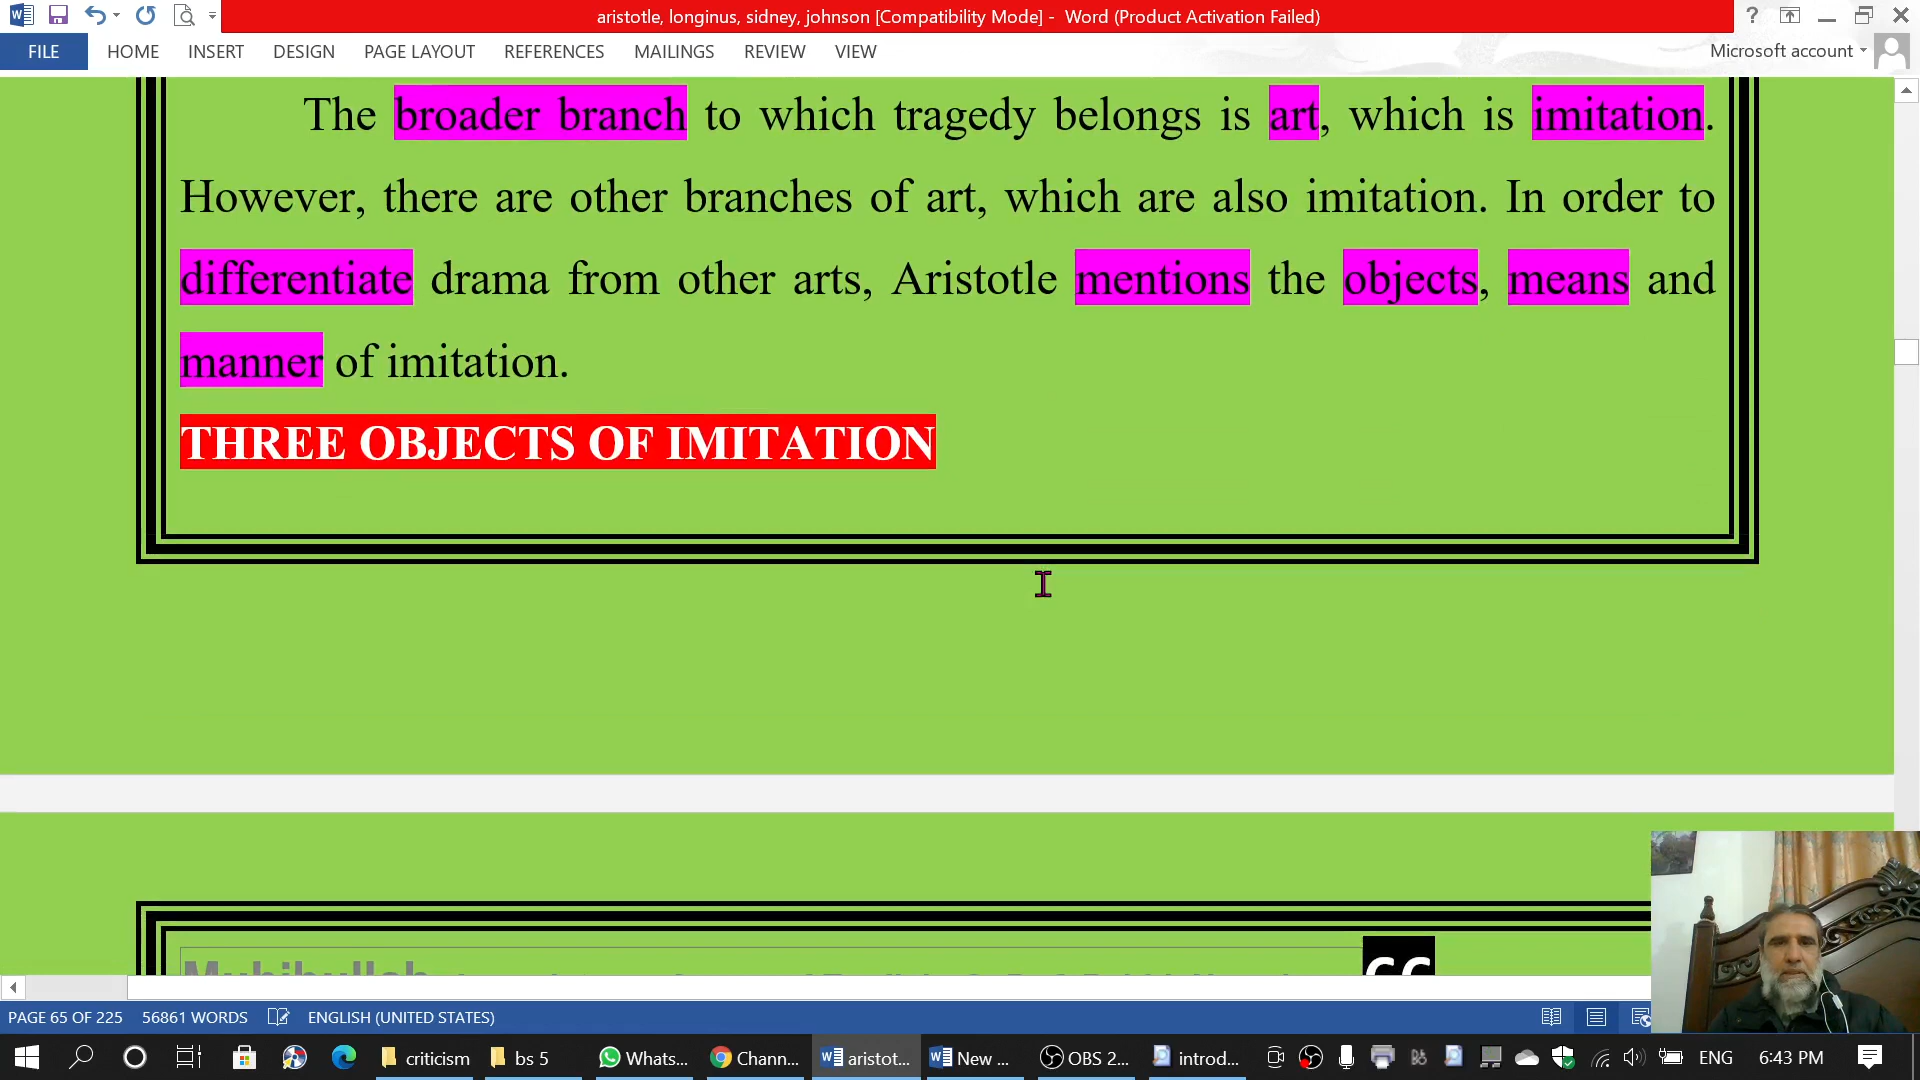 aristotle, longinus, sidney, johnson [Compatibility Mode] - Word (Product Activation Failed)
FILE HOME INSERT DESIGN PAGE LAYOUT REFERENCES MAILINGS REVIEW VIEW Microsoft account
The broader branch to which tragedy belongs is art, which is imitation.
However, there are other branches of art, which are also imitation. In order to
differentiate drama from other arts, Aristotle mentions the objects, means and
manner of imitation.
THREE OBJECTS OF IMITATION
Muhibullah
PAGE 65 OF 225 56861 WORDS ENGLISH (UNITED STATES)
criticism bs 5 Whats... Chann... aristot... New ... OBS 2... introd... ENG 6:43 PM